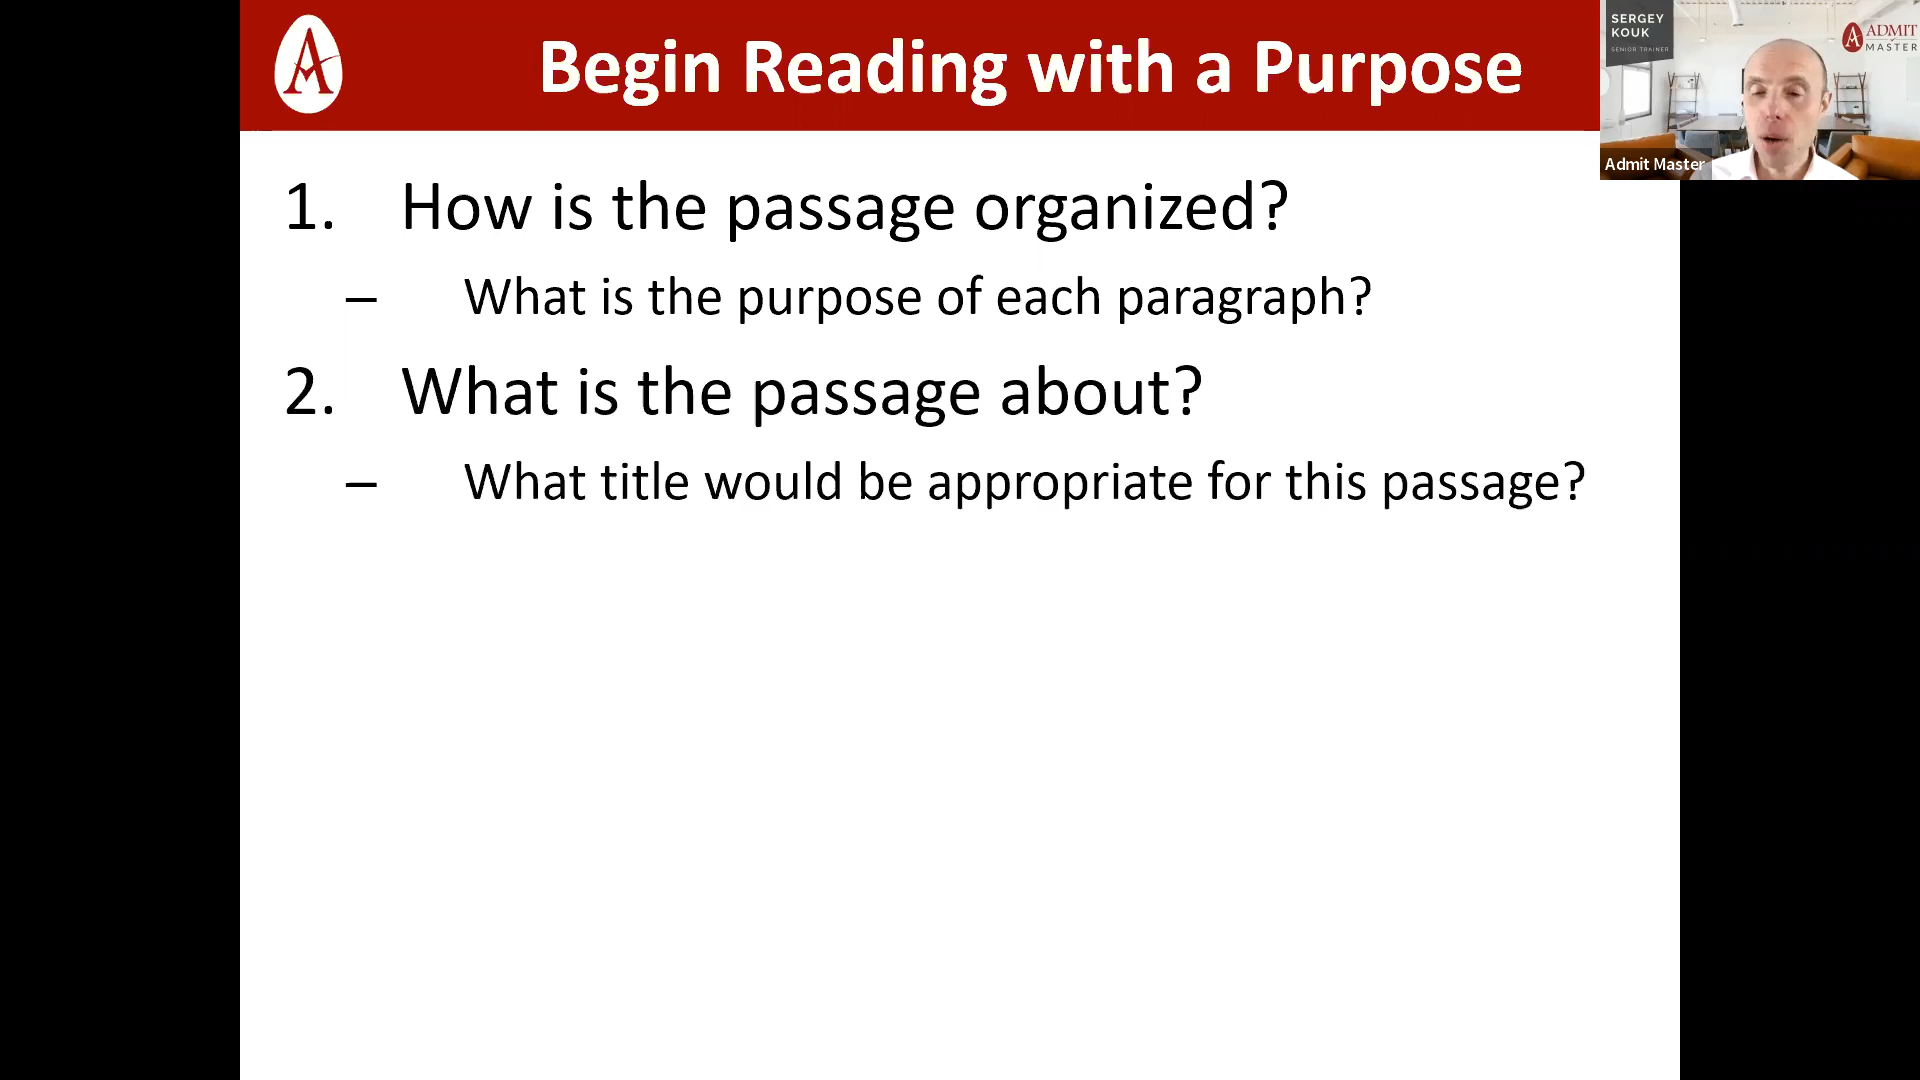 Begin Reading with a Purpose
SERGEY
KOUK
SENIOR TRAINER
ADMIT
MASTER
Admit Master
1. How is the passage organized?
– What is the purpose of each paragraph?
2. What is the passage about?
– What title would be appropriate for this passage?